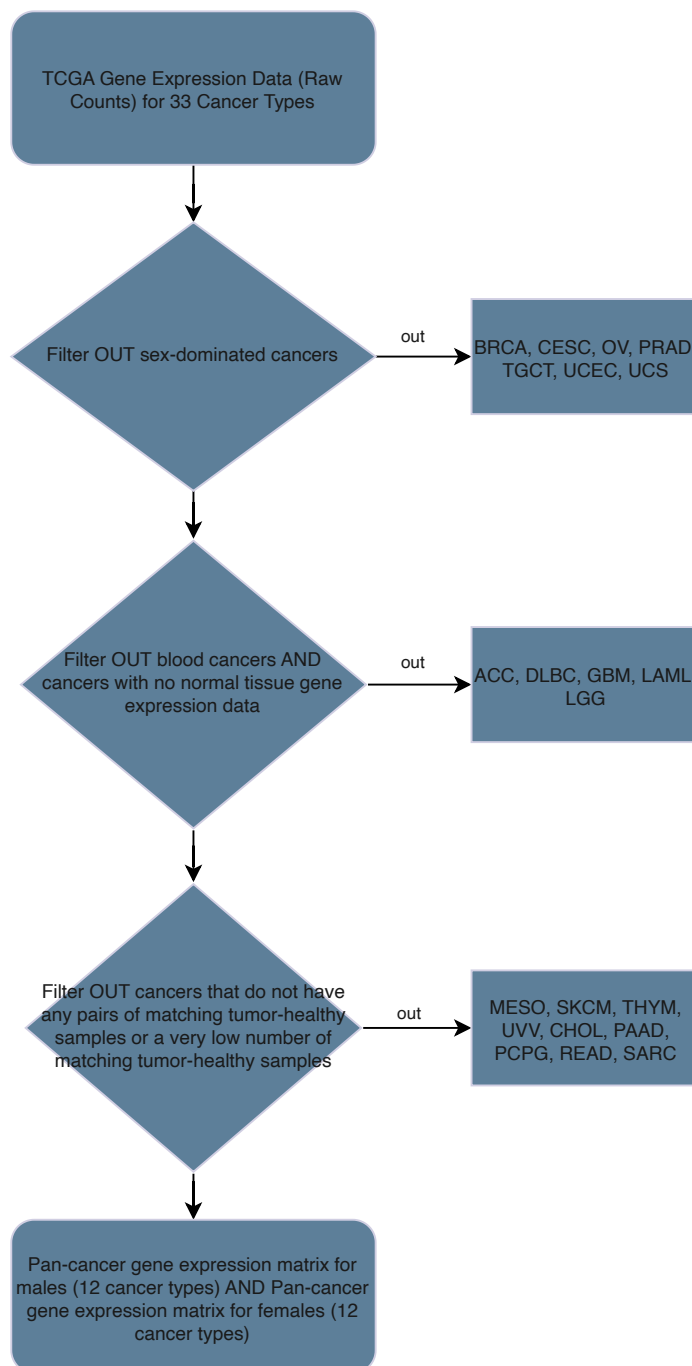 TCGA Gene Expression Data (Raw
Counts) for 33 Cancer Types
Filter OUT sex-dominated cancers
out
BRCA, CESC, OV, PRAD,
TGCT, UCEC, UCS
Filter OUT blood cancers AND
cancers with no normal tissue gene
expression data
out
ACC, DLBC, GBM, LAML,
LGG
Filter OUT cancers that do not have
any pairs of matching tumor-healthy
samples or a very low number of
matching tumor-healthy samples
out
MESO, SKCM, THYM,
UVV, CHOL, PAAD,
PCPG, READ, SARC
Pan-cancer gene expression matrix for
males (12 cancer types) AND Pan-cancer
gene expression matrix for females (12
cancer types)